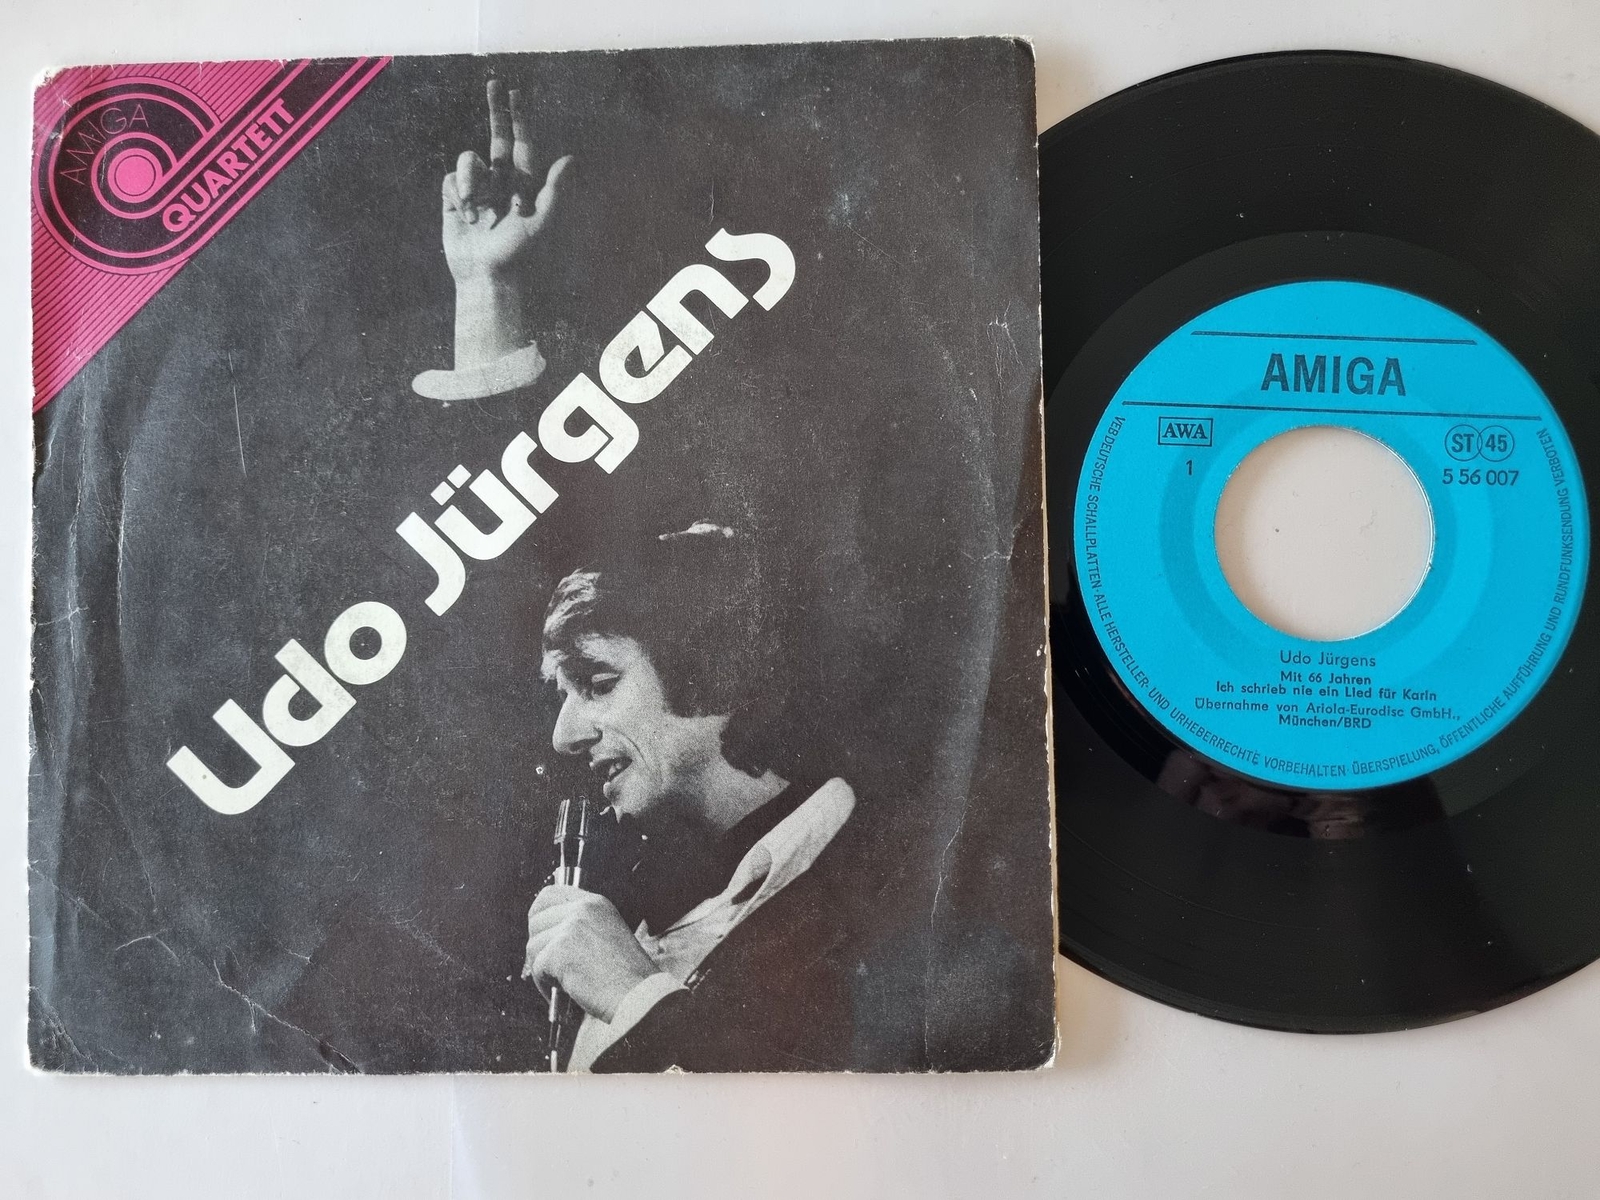 AMIGA
QUARTETT
Udo Jürgens
AMIGA
AWA
ST 45
1
5 56 007
Udo Jürgens
Mit 66 Jahren
Ich schrieb nie ein Lied für Karin
Übernahme von Ariola-Eurodisc GmbH.,
München/BRD
VEB DEUTSCHE SCHALLPLATTEN · ALLE HERSTELLER- UND URHEBERRECHTE VORBEHALTEN · ÜBERSPIELUNG, ÖFFENTLICHE AUFFÜHRUNG UND RUNDFUNKSENDUNG VERBOTEN